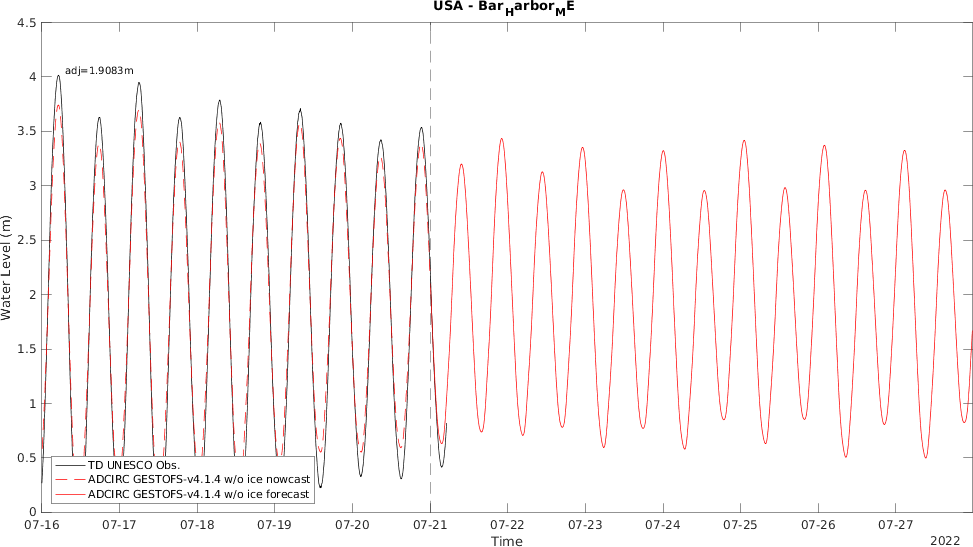 USA - Bar_Harbor_ME
4.5
adj=1.9083m
4
3.5
3
2.5
2
1.5
1
0.5
0
Water Level (m)
TD UNESCO Obs.
ADCIRC GESTOFS-v4.1.4 w/o ice nowcast
ADCIRC GESTOFS-v4.1.4 w/o ice forecast
07-16 07-17 07-18 07-19 07-20 07-21 07-22 07-23 07-24 07-25 07-26 07-27
Time
2022